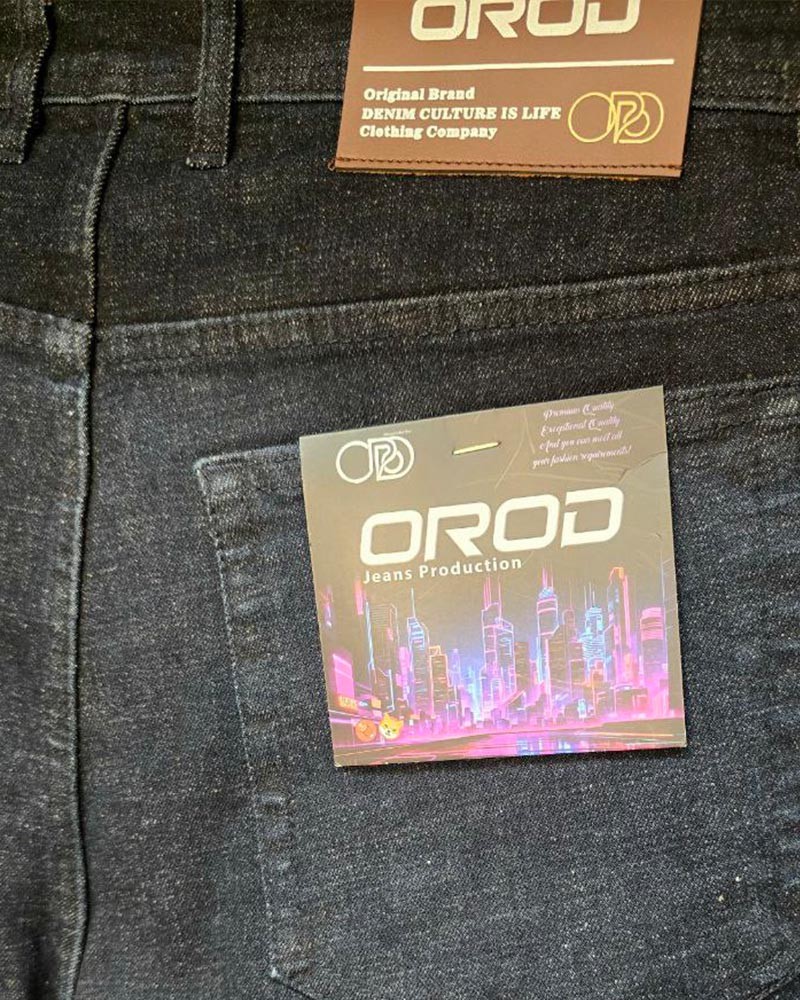 OROD
Original Brand
DENIM CULTURE IS LIFE
Clothing Company
Premium Quality
Exceptional Quality
And you can meet all
your fashion requirements!
OROD
Jeans Production